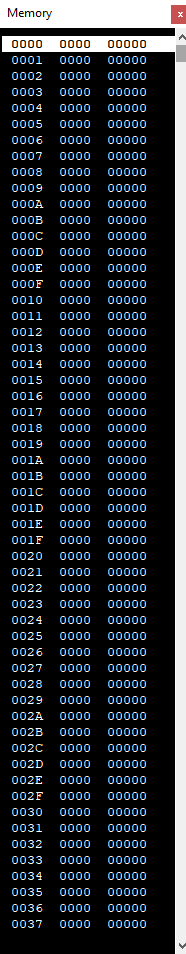 Memory x
0000 0000 00000
0001 0000 00000
0002 0000 00000
0003 0000 00000
0004 0000 00000
0005 0000 00000
0006 0000 00000
0007 0000 00000
0008 0000 00000
0009 0000 00000
000A 0000 00000
000B 0000 00000
000C 0000 00000
000D 0000 00000
000E 0000 00000
000F 0000 00000
0010 0000 00000
0011 0000 00000
0012 0000 00000
0013 0000 00000
0014 0000 00000
0015 0000 00000
0016 0000 00000
0017 0000 00000
0018 0000 00000
0019 0000 00000
001A 0000 00000
001B 0000 00000
001C 0000 00000
001D 0000 00000
001E 0000 00000
001F 0000 00000
0020 0000 00000
0021 0000 00000
0022 0000 00000
0023 0000 00000
0024 0000 00000
0025 0000 00000
0026 0000 00000
0027 0000 00000
0028 0000 00000
0029 0000 00000
002A 0000 00000
002B 0000 00000
002C 0000 00000
002D 0000 00000
002E 0000 00000
002F 0000 00000
0030 0000 00000
0031 0000 00000
0032 0000 00000
0033 0000 00000
0034 0000 00000
0035 0000 00000
0036 0000 00000
0037 0000 00000